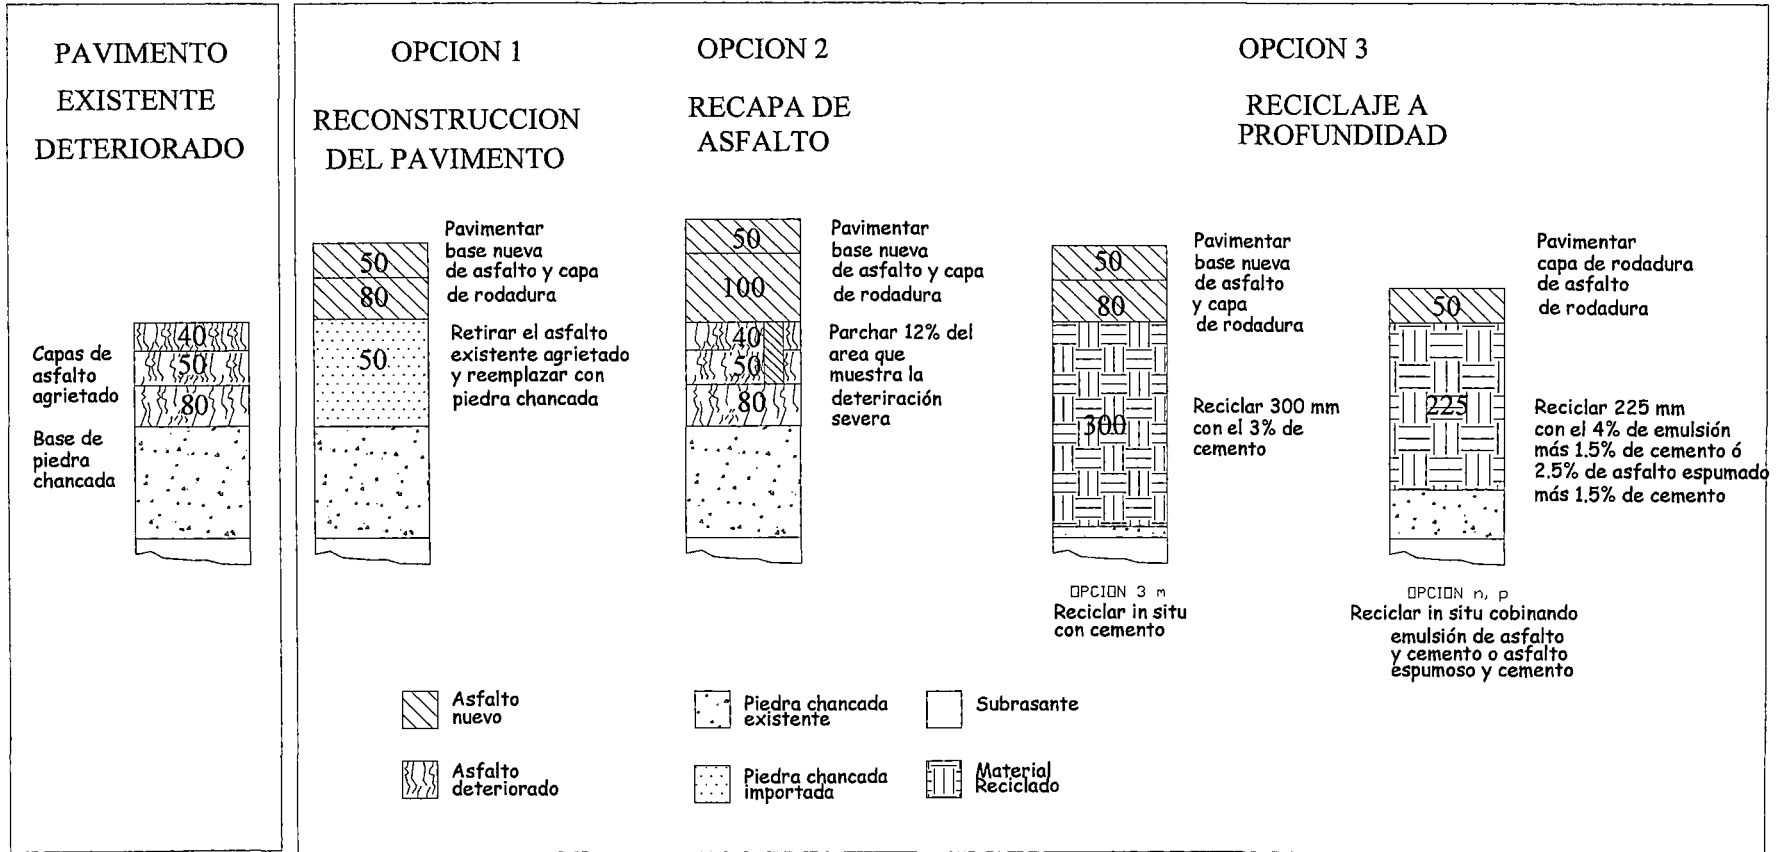 PAVIMENTO
EXISTENTE
DETERIORADO
40
50
80
Capas de
asfalto
agrietado
Base de
piedra
chancada
OPCION 1
RECONSTRUCCION
DEL PAVIMENTO
50
80
50
Pavimentar
base nueva
de asfalto y capa
de rodadura
Retirar el asfalto
existente agrietado
y reemplazar con
piedra chancada
OPCION 2
RECAPA DE
ASFALTO
50
100
40
50
80
Pavimentar
base nueva
de asfalto y capa
de rodadura
Parchar 12% del
area que
muestra la
deteriración
severa
OPCION 3
RECICLAJE A
PROFUNDIDAD
50
80
300
Pavimentar
base nueva
de asfalto
y capa
de rodadura
Reciclar 300 mm
con el 3% de
cemento
OPCION 3 m
Reciclar in situ
con cemento
50
225
Pavimentar
capa de rodadura
de asfalto
de rodadura
Reciclar 225 mm
con el 4% de emulsión
más 1.5% de cemento ó
2.5% de asfalto espumado
más 1.5% de cemento
OPCION n, p
Reciclar in situ cobinando
emulsión de asfalto
y cemento o asfalto
espumoso y cemento
Asfalto
nuevo
Piedra chancada
existente
Subrasante
Asfalto
deteriorado
Piedra chancada
importada
Material
Reciclado